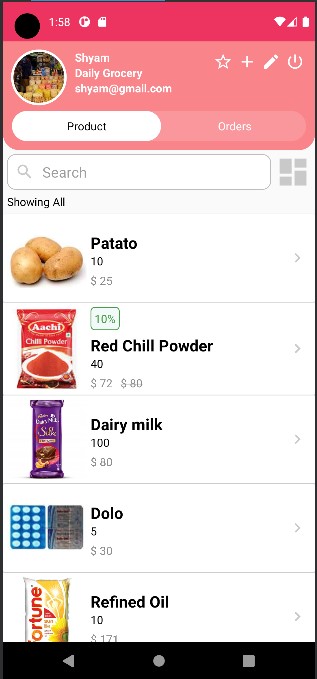 1:58
Shyam
Daily Grocery
shyam@gmail.com
Product
Orders
Search
Showing All
Patato
10
$ 25
10%
Red Chill Powder
40
$ 72 $ 80
Aachi
Chilli Powder
Dairy milk
100
$ 80
Dairy Milk
Silk
Dolo
5
$ 30
Refined Oil
10
$ 171
fortune